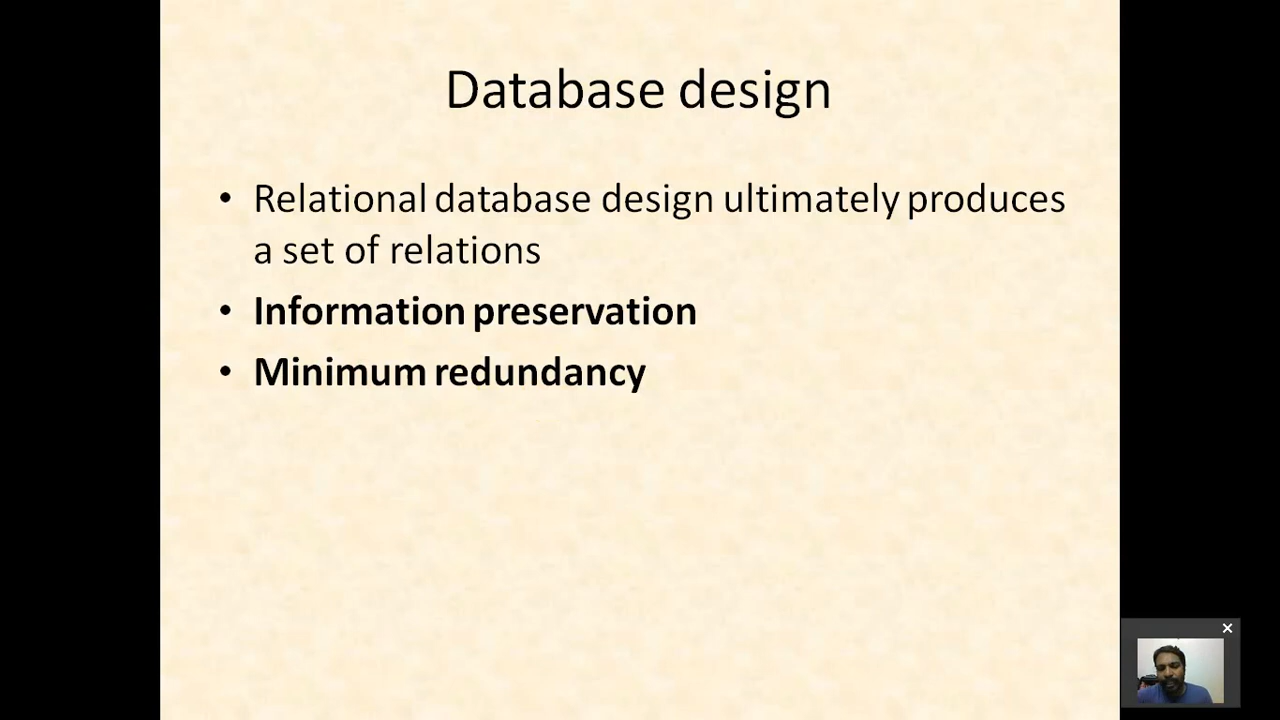 Database design
• Relational database design ultimately produces
a set of relations
• Information preservation
• Minimum redundancy